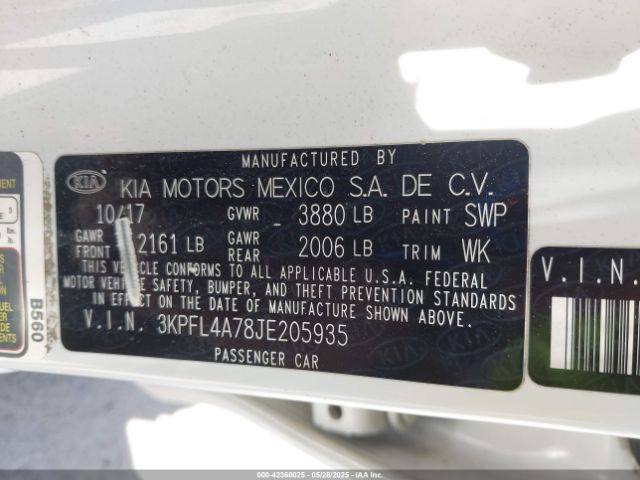 MANUFACTURED BY
KIA KIA MOTORS MEXICO S.A. DE C.V.
10/17 GVWR 3880 LB PAINT SWP
GAWR FRONT 2161 LB GAWR REAR 2006 LB TRIM WK
THIS VEHICLE CONFORMS TO ALL APPLICABLE U.S.A. FEDERAL
MOTOR VEHICLE SAFETY, BUMPER, AND THEFT PREVENTION STANDARDS
IN EFFECT ON THE DATE OF MANUFACTURE SHOWN ABOVE.
V.I.N. 3KPFL4A78JE205935
PASSENGER CAR
B560
V.I.N.
000-42360025 - 05/28/2025 - IAAI.COM